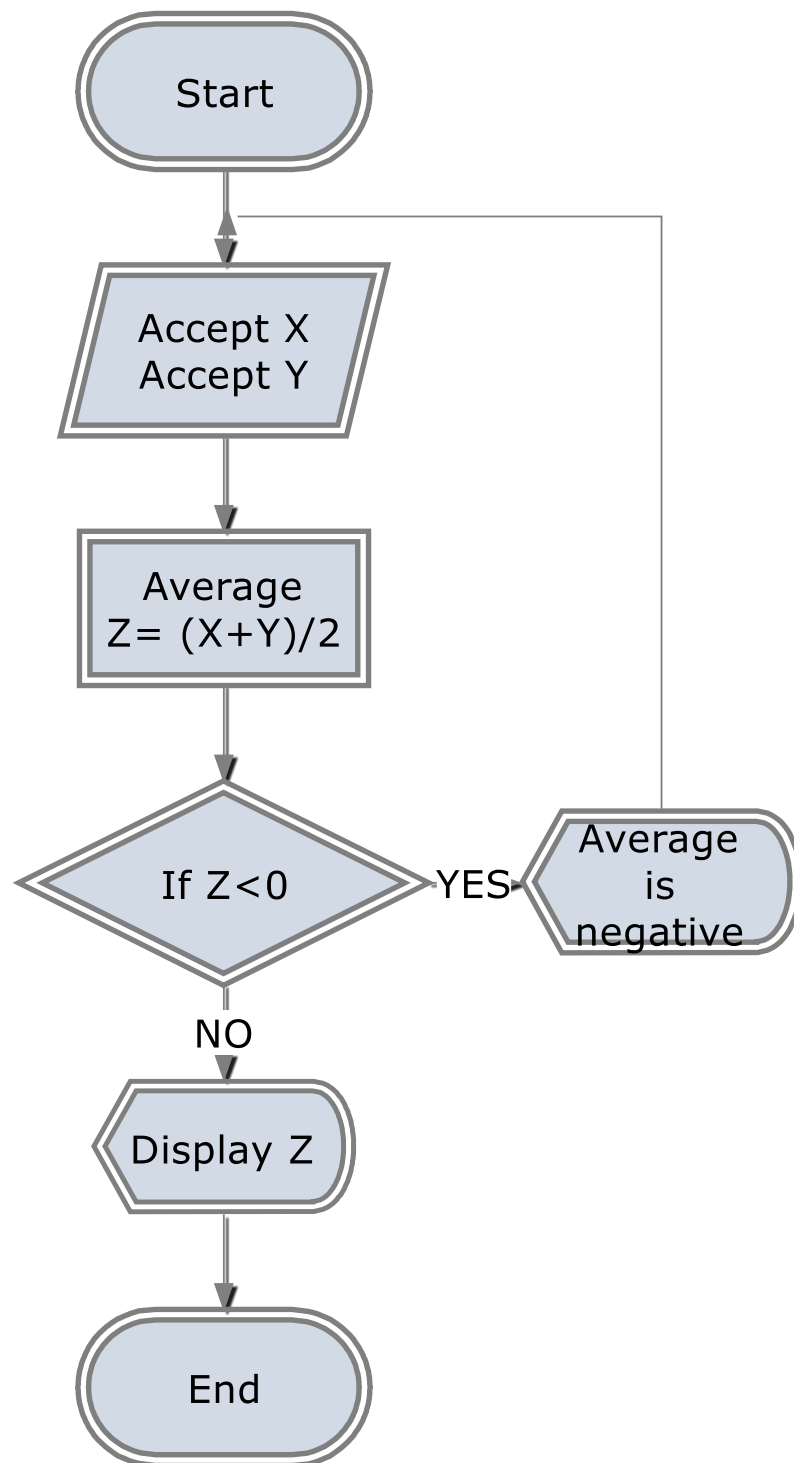 Start
Accept X
Accept Y
Average
Z= (X+Y)/2
If Z<0
YES
Average
is
negative
NO
Display Z
End